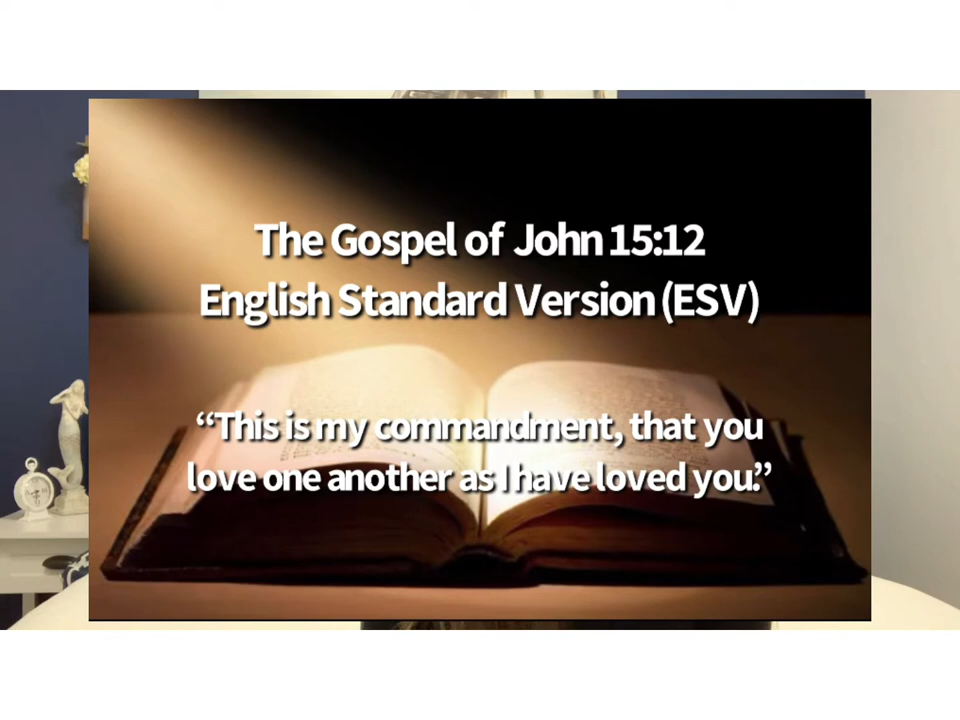 The Gospel of John 15:12
English Standard Version (ESV)
“This is my commandment, that you
love one another as I have loved you.”